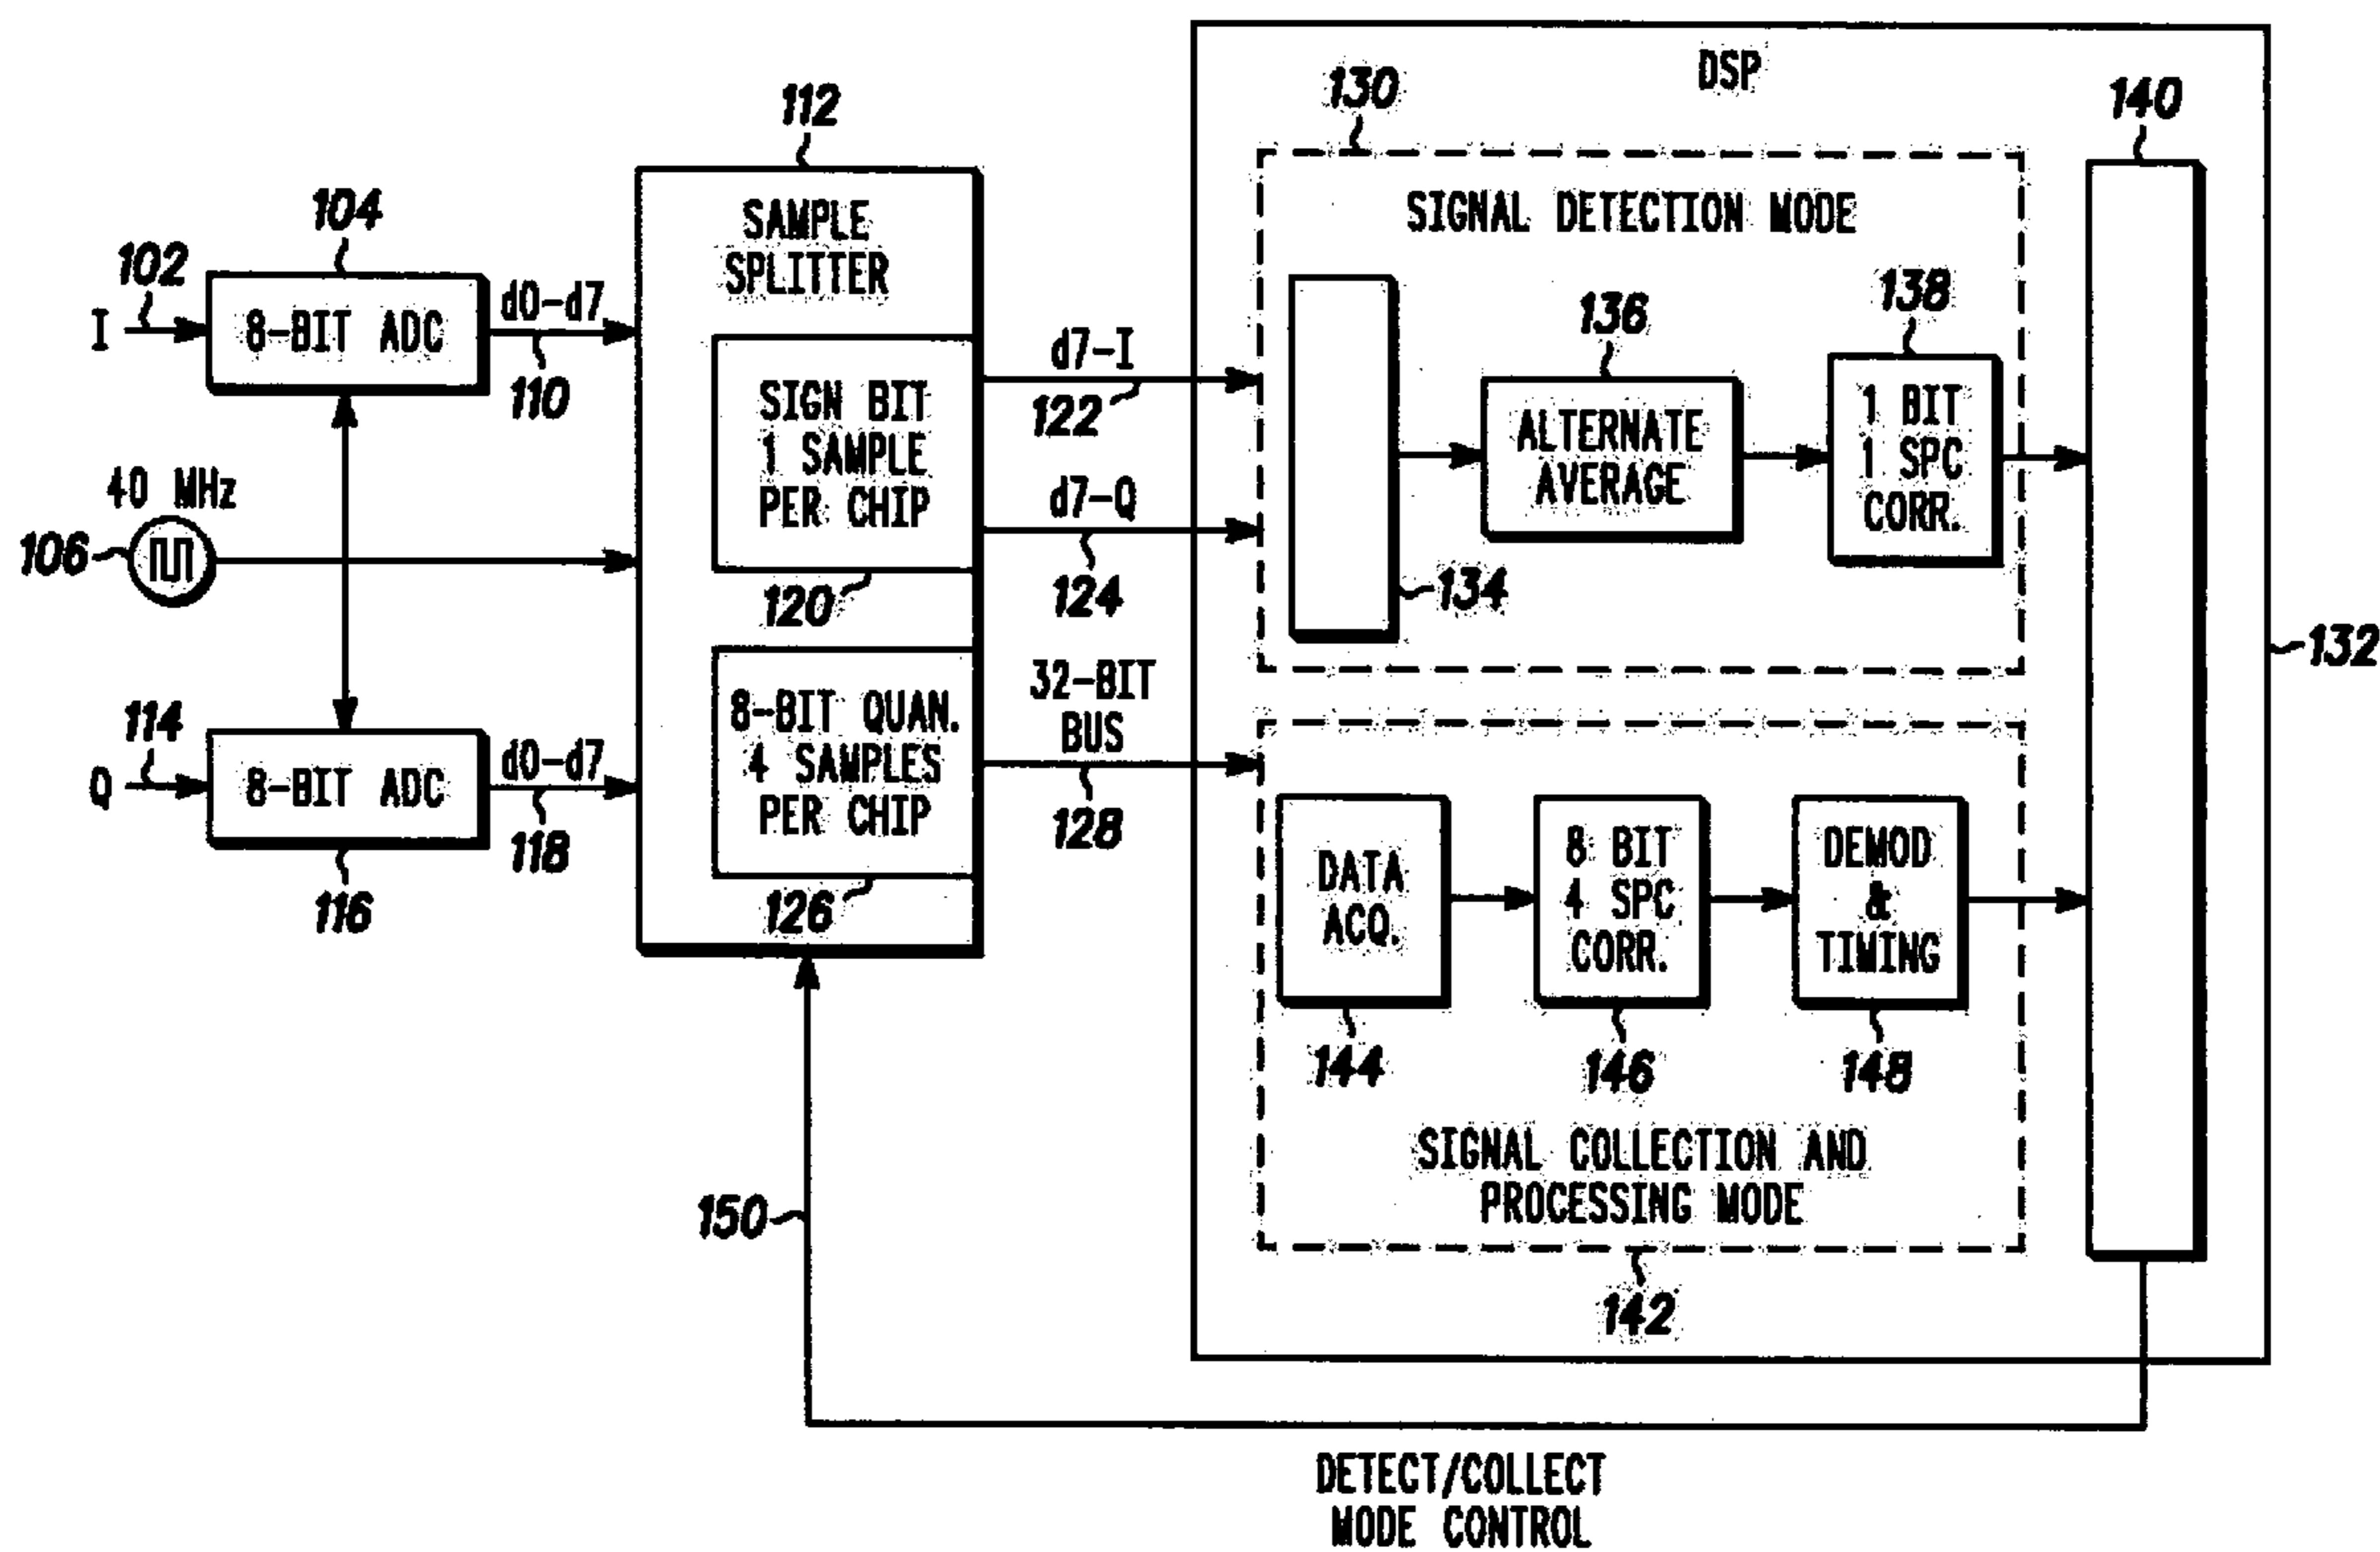 DSP
130
140
112
SIGNAL DETECTION MODE
104
SAMPLE
SPLITTER
102
I
8-BIT ADC
d0-d7
110
138
136
d7-I
122
SIGN BIT
1 SAMPLE
PER CHIP
ALTERNATE
AVERAGE
1 BIT
1 SPC
CORR.
40 MHz
106
d7-Q
124
134
120
132
32-BIT
BUS
128
114
Q
8-BIT ADC
d0-d7
118
116
8-BIT QUAN.
4 SAMPLES
PER CHIP
126
DATA
ACQ.
144
8 BIT
4 SPC
CORR.
146
DEMOD
&
TIMING
148
SIGNAL COLLECTION AND
PROCESSING MODE
142
150
DETECT/COLLECT
MODE CONTROL